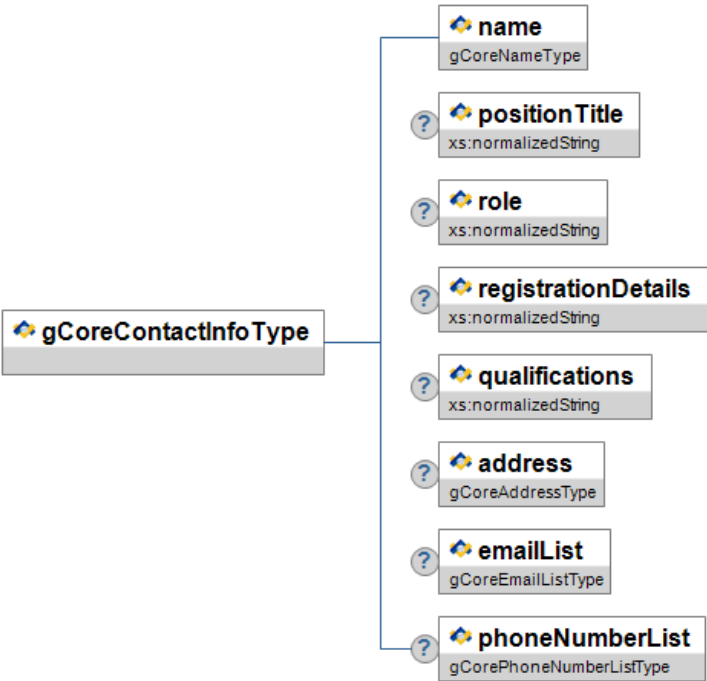 name
gCoreNameType
?
positionTitle
xs:normalizedString
?
role
xs:normalizedString
?
registrationDetails
xs:normalizedString
gCoreContactInfoType
?
qualifications
xs:normalizedString
?
address
gCoreAddressType
?
emailList
gCoreEmailListType
?
phoneNumberList
gCorePhoneNumberListType